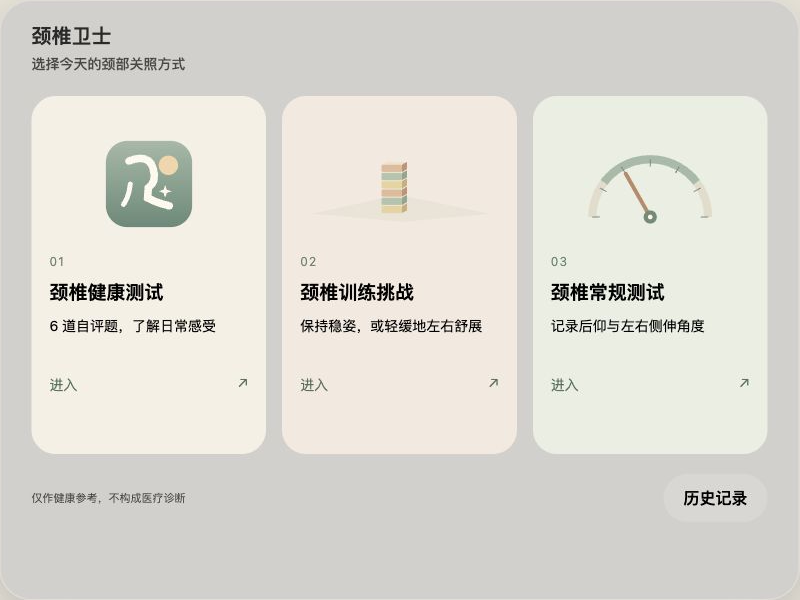 颈椎卫士
选择今天的颈部关照方式
01
颈椎健康测试
6 道自评题，了解日常感受
进入
02
颈椎训练挑战
保持稳姿，或轻缓地左右舒展
进入
03
颈椎常规测试
记录后仰与左右侧伸角度
进入
仅作健康参考，不构成医疗诊断
历史记录